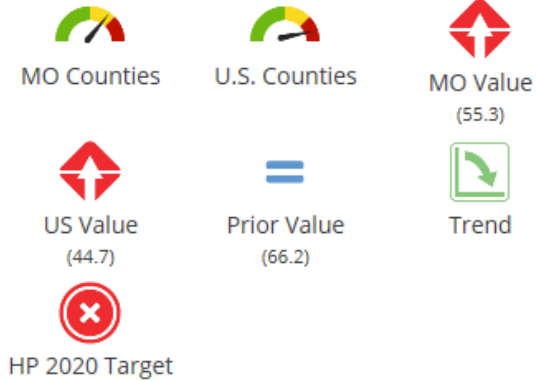 MO Counties
U.S. Counties
MO Value
(55.3)
US Value
(44.7)
Prior Value
(66.2)
Trend
HP 2020 Target